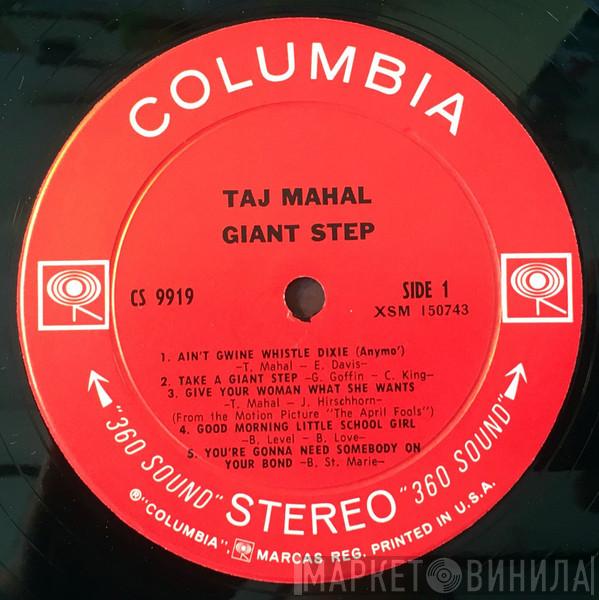 COLUMBIA
TAJ MAHAL
GIANT STEP
CS 9919
SIDE 1
XSM 150743
1. AIN'T GWINE WHISTLE DIXIE (Anymo')
-T. Mahal - E. Davis-
2. TAKE A GIANT STEP -G. Goffin - C. King-
3. GIVE YOUR WOMAN WHAT SHE WANTS
-T. Mahal - J. Hirschhorn-
(From the Motion Picture "The April Fools")
4. GOOD MORNING LITTLE SCHOOL GIRL
-B. Level - B. Love-
5. YOU'RE GONNA NEED SOMEBODY ON
YOUR BOND -B. St. Marie-
"360 SOUND" STEREO "360 SOUND"
® "COLUMBIA", MARCAS REG. PRINTED IN U.S.A.
МАРКЕТ ВИНИЛА